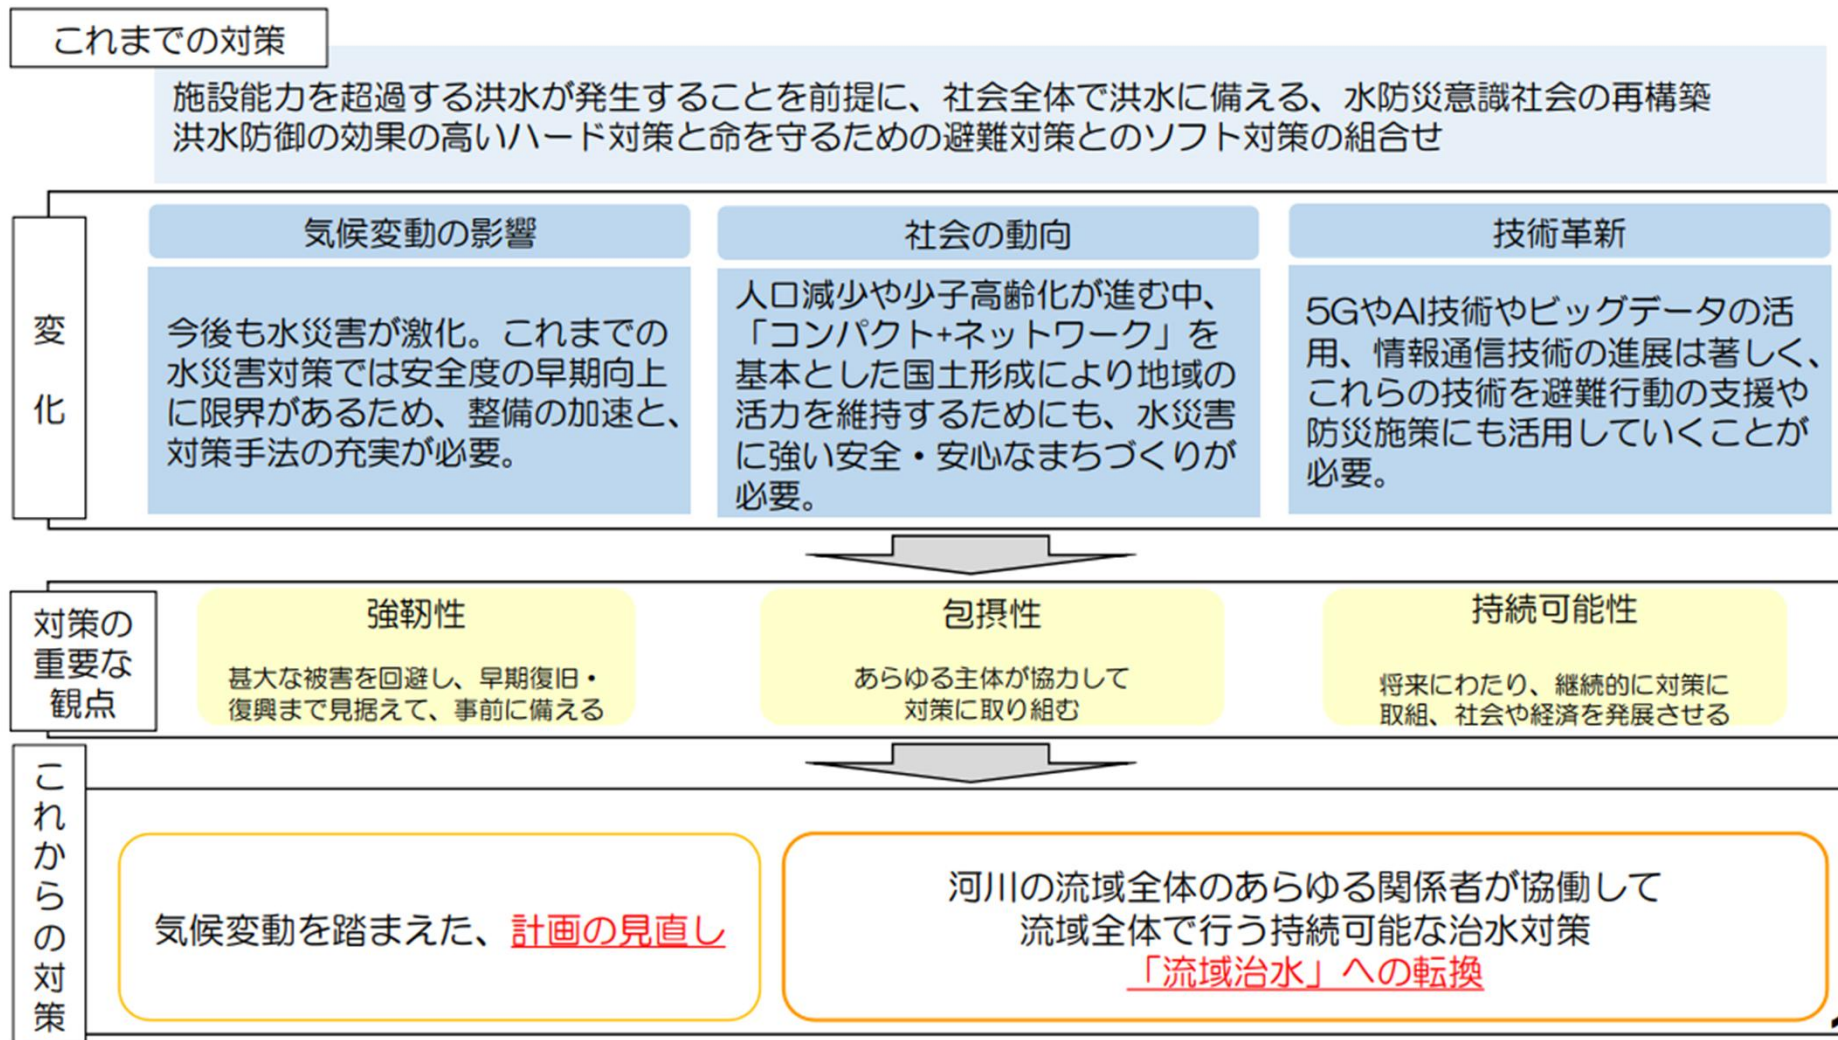 これまでの対策
施設能力を超過する洪水が発生することを前提に、社会全体で洪水に備える、水防災意識社会の再構築
洪水防御の効果の高いハード対策と命を守るための避難対策とのソフト対策の組合せ
変化
気候変動の影響
今後も水災害が激化。これまでの
水災害対策では安全度の早期向上
に限界があるため、整備の加速と、
対策手法の充実が必要。
社会の動向
人口減少や少子高齢化が進む中、
「コンパクト+ネットワーク」を
基本とした国土形成により地域の
活力を維持するためにも、水災害
に強い安全・安心なまちづくりが
必要。
技術革新
5GやAI技術やビッグデータの活
用、情報通信技術の進展は著しく、
これらの技術を避難行動の支援や
防災施策にも活用していくことが
必要。
対策の
重要な
観点
強靭性
甚大な被害を回避し、早期復旧・
復興まで見据えて、事前に備える
包摂性
あらゆる主体が協力して
対策に取り組む
持続可能性
将来にわたり、継続的に対策に
取組、社会や経済を発展させる
これからの対策
気候変動を踏まえた、計画の見直し
河川の流域全体のあらゆる関係者が協働して
流域全体で行う持続可能な治水対策
「流域治水」への転換